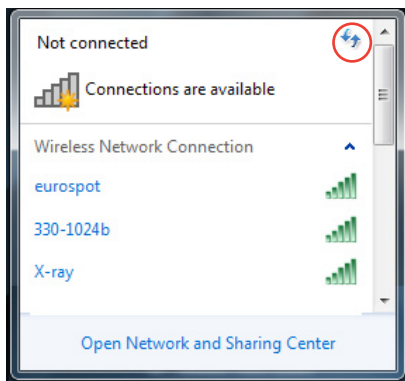 Not connected
Connections are available
Wireless Network Connection
eurospot
330-1024b
X-ray
Open Network and Sharing Center